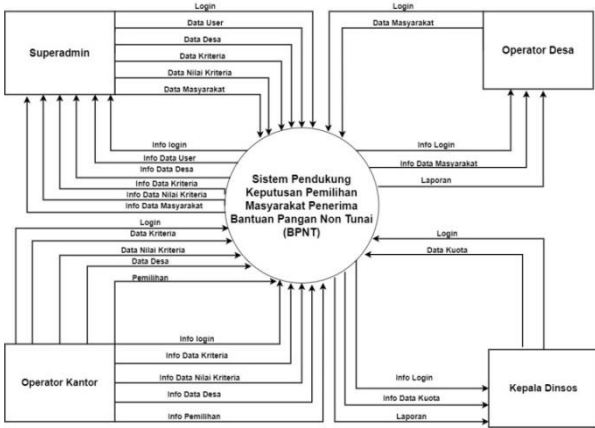 Login
Data User
Data Desa
Data Kriteria
Data Nilai Kriteria
Data Masyarakat
Superadmin
Login
Data Masyarakat
Operator Desa
Info login
Info Data User
Info Data Desa
Info Data Kriteria
Info Data Nilai Kriteria
Info Data Masyarakat
Info Login
Info Data Masyarakat
Laporan
Sistem Pendukung
Keputusan Pemilihan
Masyarakat Penerima
Bantuan Pangan Non Tunai
(BPNT)
Login
Data Kriteria
Data Nilai Kriteria
Data Desa
Pemilihan
Login
Data Kuota
Operator Kantor
Info login
Info Data Kriteria
Info Data Nilai Kriteria
Info Data Desa
Info Pemilihan
Info Login
Info Data Kuota
Laporan
Kepala Dinsos